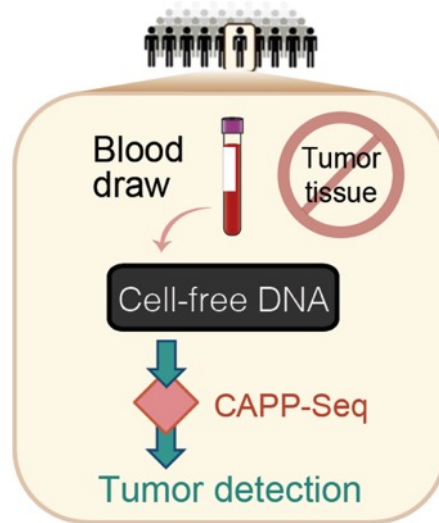 Blood
draw
Tumor
tissue
Cell-free DNA
CAPP-Seq
Tumor detection